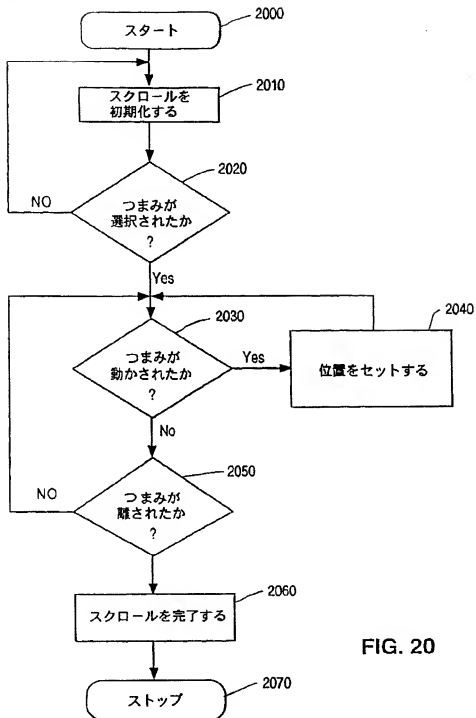 スタート
2000
スクロールを
初期化する
2010
2020
NO
つまみが
選択されたか
?
Yes
2030
2040
つまみが
動かされたか
?
Yes
位置をセットする
No
2050
NO
つまみが
離されたか
?
2060
スクロールを完了する
FIG. 20
2070
ストップ